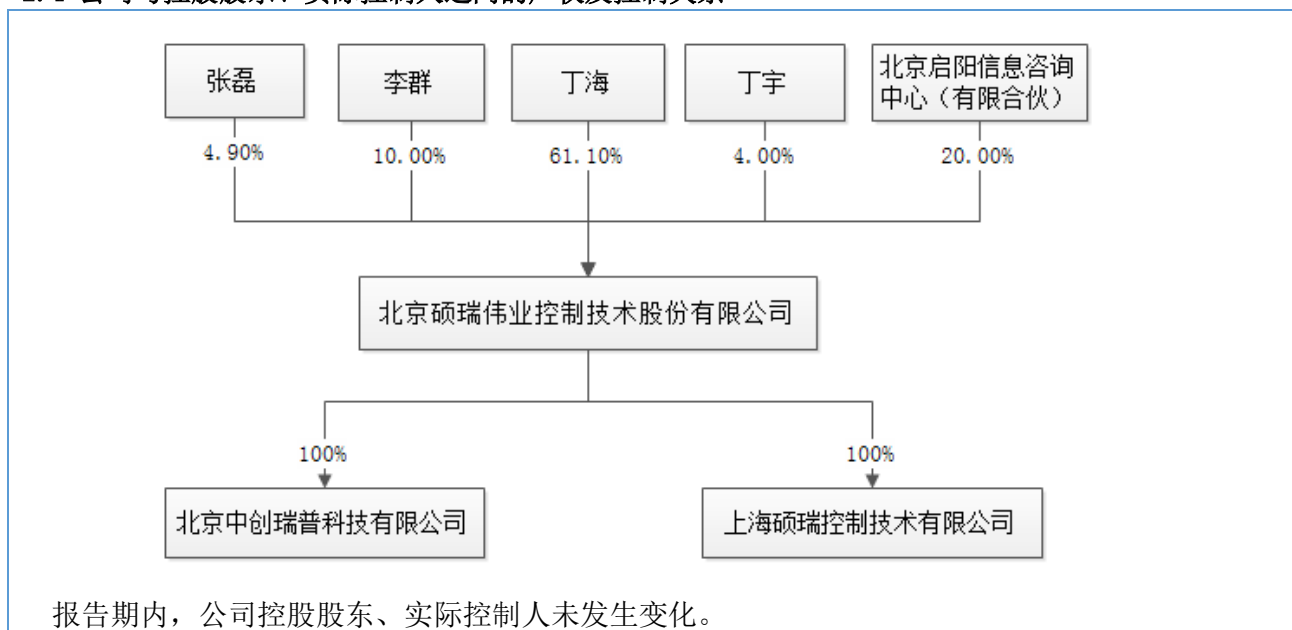 张磊
李群
丁海
丁宇
北京启阳信息咨询
中心（有限合伙）
4.90%
10.00%
61.10%
4.00%
20.00%
北京硕瑞伟业控制技术股份有限公司
100%
100%
北京中创瑞普科技有限公司
上海硕瑞控制技术有限公司
报告期内，公司控股股东、实际控制人未发生变化。